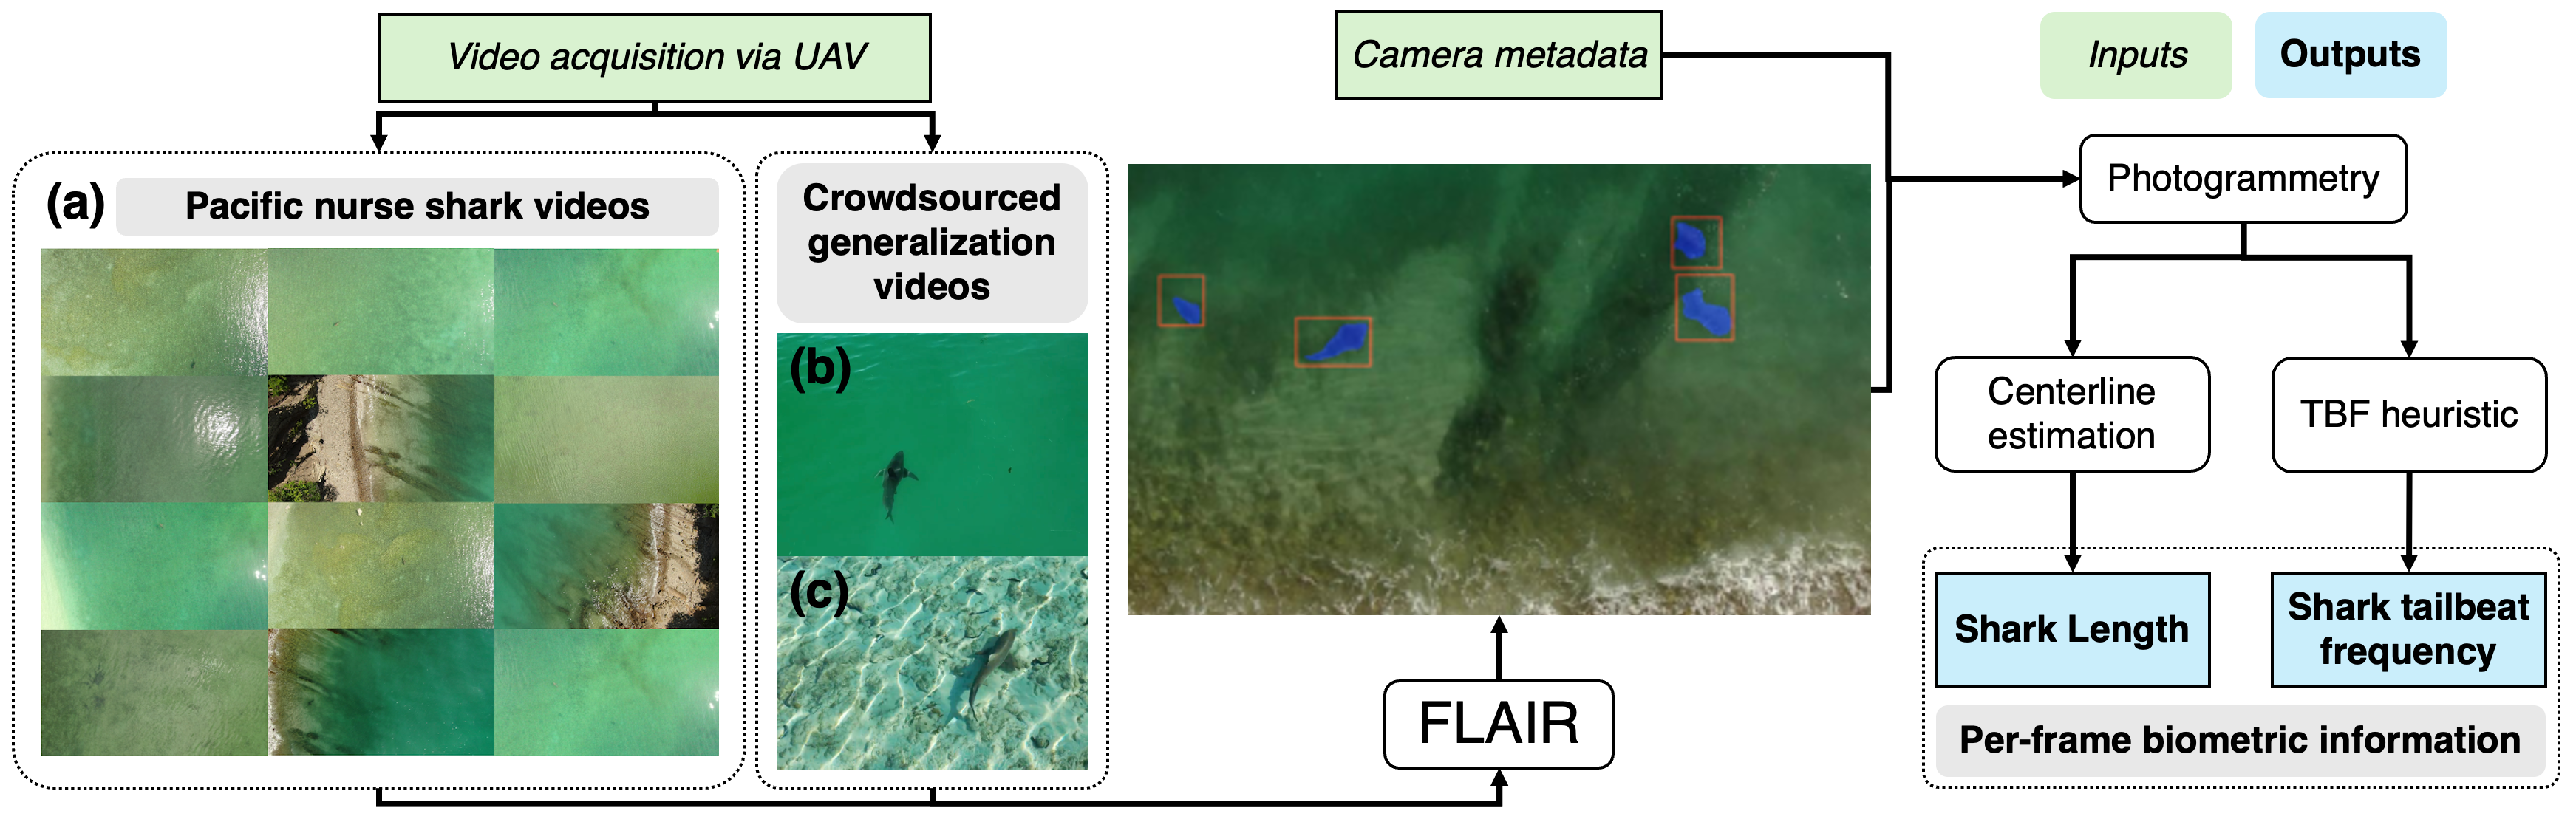 Video acquisition via UAV
Camera metadata
Inputs
Outputs
(a)
Pacific nurse shark videos
Crowdsourced
generalization
videos
(b)
(c)
FLAIR
Photogrammetry
Centerline
estimation
TBF heuristic
Shark Length
Shark tailbeat
frequency
Per-frame biometric information